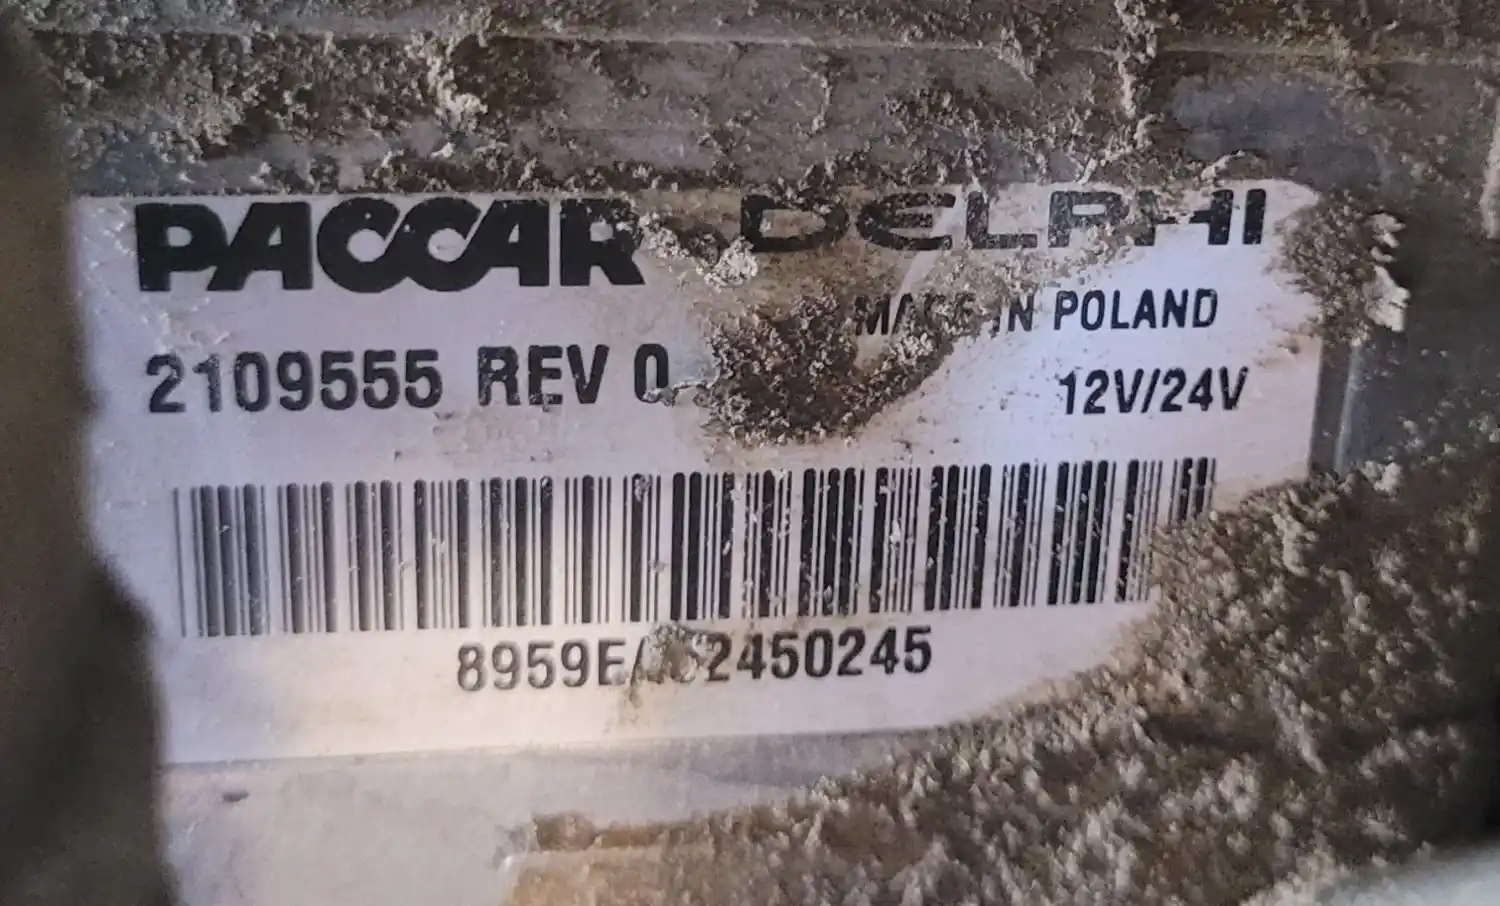 PACCAR DELPHI
MADE IN POLAND
2109555 REV 0
12V/24V